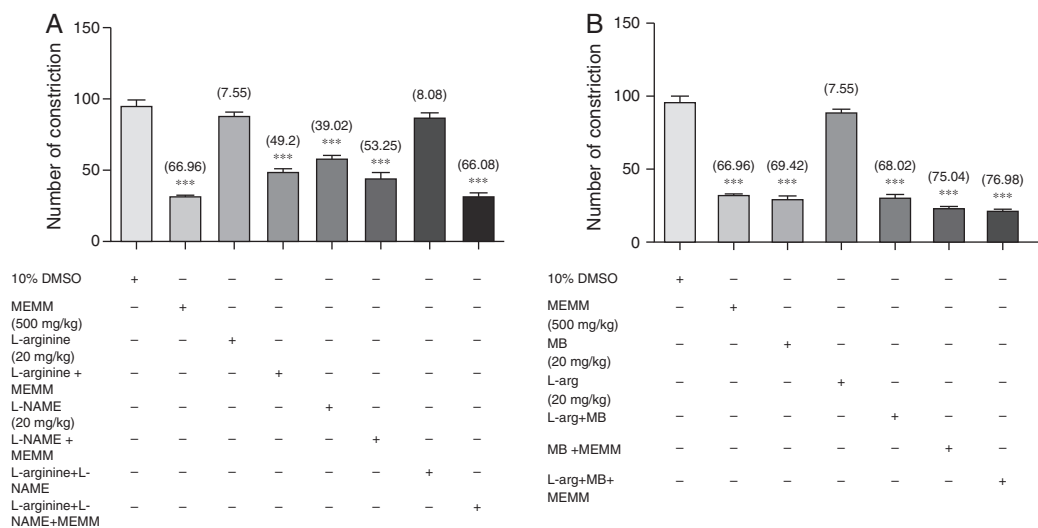 A
Number of constriction
150
100
50
0
(66.96)
***
(7.55)
(49.2)
***
(39.02)
***
(53.25)
***
(8.08)
(66.08)
***
10% DMSO + – – – – – – –
MEMM – + – – – – – –
(500 mg/kg)
L-arginine – – + – – – – –
(20 mg/kg)
L-arginine + – – – + – – – –
MEMM
L-NAME – – – – + – – –
(20 mg/kg)
L-NAME + – – – – – + – –
MEMM
L-arginine+L- – – – – – – + –
NAME
L-arginine+L- – – – – – – – +
NAME+MEMM
B
Number of constriction
150
100
50
0
(66.96)
***
(69.42)
***
(7.55)
(68.02)
***
(75.04)
***
(76.98)
***
10% DMSO + – – – – – –
MEMM – + – – – – –
(500 mg/kg)
MB – – + – – – –
(20 mg/kg)
L-arg – – – + – – –
(20 mg/kg)
L-arg+MB – – – – + – –
MB +MEMM – – – – – + –
L-arg+MB+ – – – – – – +
MEMM